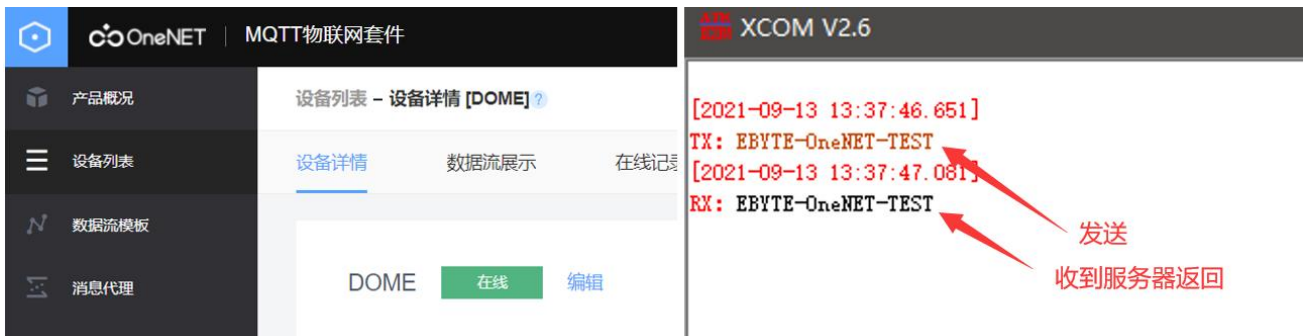 OneNET | MQTT物联网套件
产品概况
设备列表
数据流模板
消息代理
设备列表 – 设备详情 [DOME] ?
设备详情 数据流展示 在线记录
DOME 在线 编辑
XCOM V2.6
[2021-09-13 13:37:46.651]
TX: EBYTE-OneNET-TEST
[2021-09-13 13:37:47.081]
RX: EBYTE-OneNET-TEST
发送
收到服务器返回